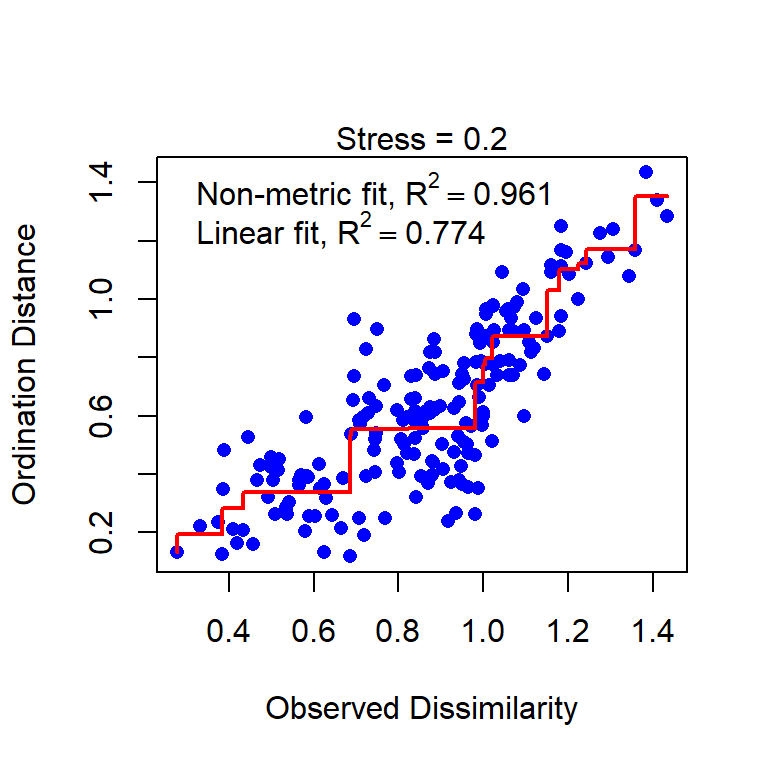 Stress = 0.2
Non-metric fit, R² = 0.961
Linear fit, R² = 0.774
1.4
1.0
0.6
0.2
Ordination Distance
0.4 0.6 0.8 1.0 1.2 1.4
Observed Dissimilarity